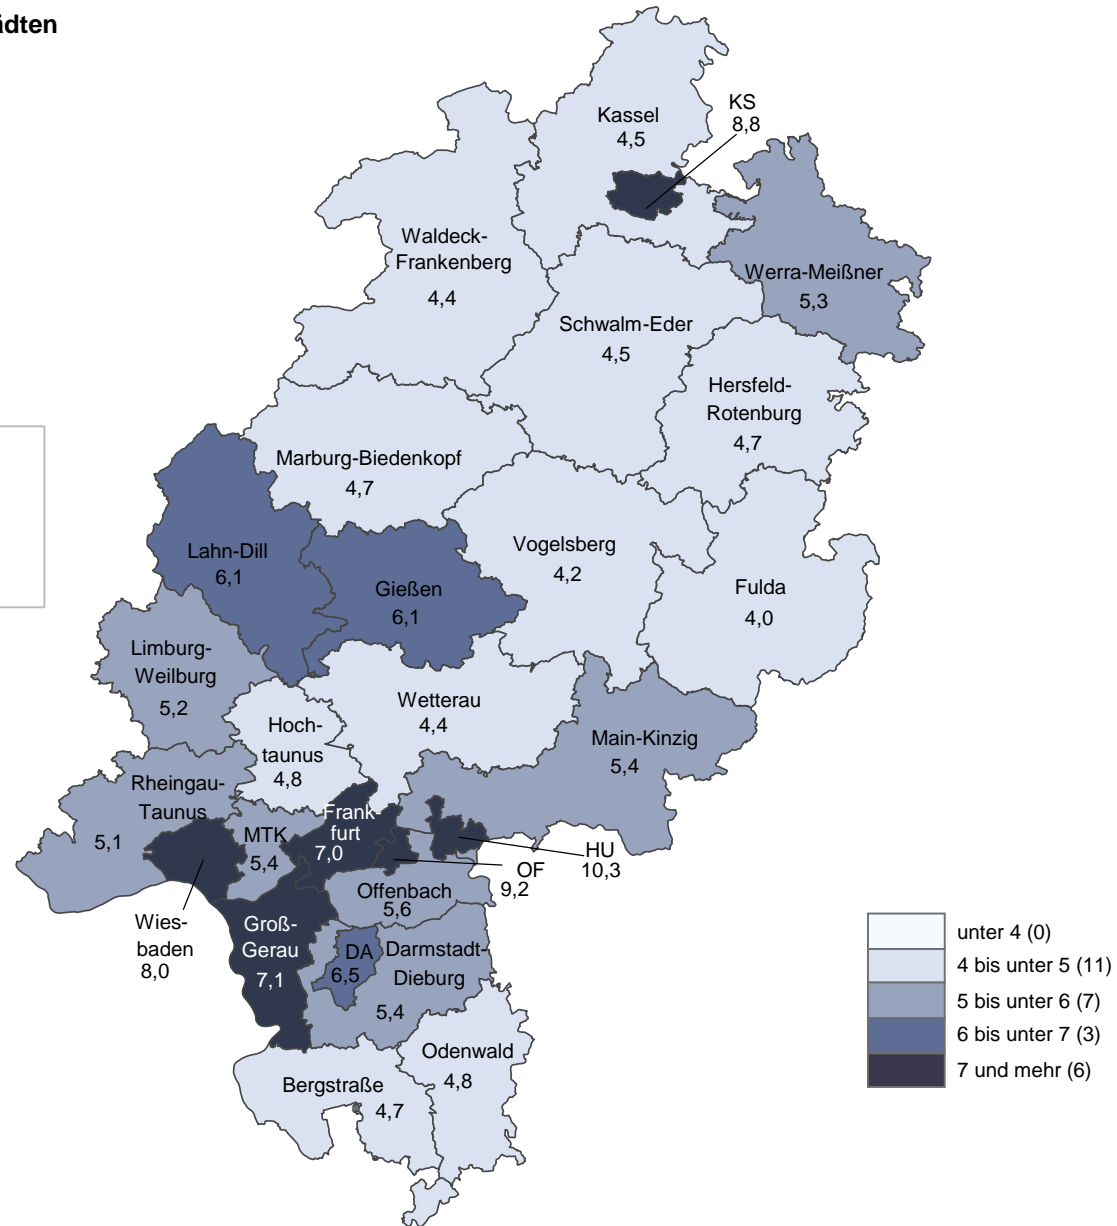 ädten
Kassel
4,5
KS
8,8
Waldeck-
Frankenberg
4,4
Werra-Meißner
5,3
Schwalm-Eder
4,5
Hersfeld-
Rotenburg
4,7
Marburg-Biedenkopf
4,7
Lahn-Dill
6,1
Gießen
6,1
Vogelsberg
4,2
Fulda
4,0
Limburg-
Weilburg
5,2
Wetterau
4,4
Hoch-
taunus
4,8
Main-Kinzig
5,4
Rheingau-
Taunus
5,1
MTK
5,4
Frank-
furt
7,0
HU
10,3
OF
9,2
Offenbach
5,6
Wies-
baden
8,0
Groß-
Gerau
7,1
DA
6,5
Darmstadt-
Dieburg
5,4
Odenwald
4,8
Bergstraße
4,7
unter 4 (0)
4 bis unter 5 (11)
5 bis unter 6 (7)
6 bis unter 7 (3)
7 und mehr (6)